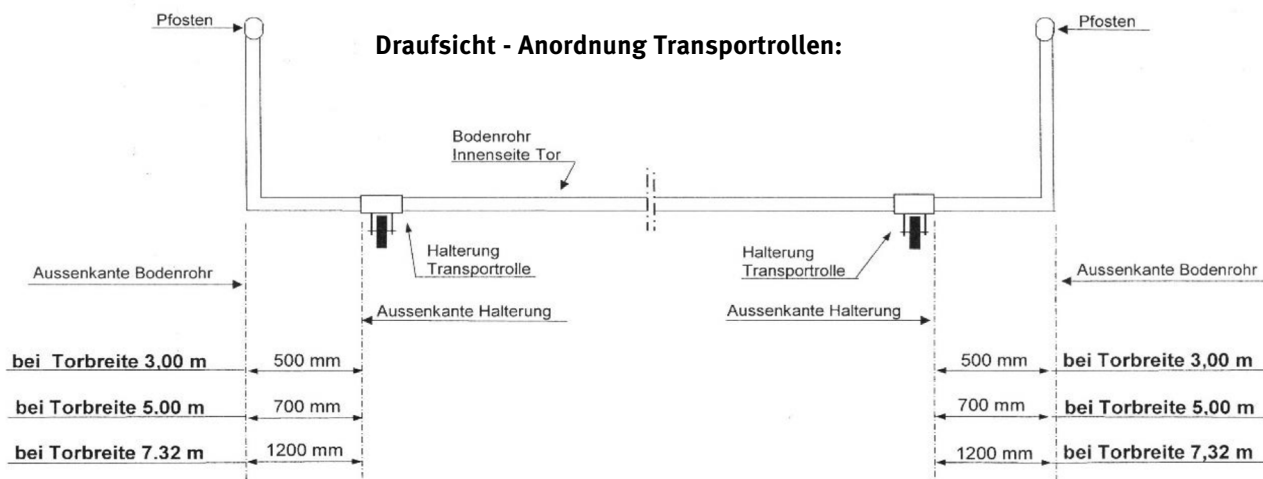 Pfosten
Pfosten
Draufsicht - Anordnung Transportrollen:
Bodenrohr
Innenseite Tor
Halterung
Transportrolle
Halterung
Transportrolle
Aussenkante Bodenrohr
Aussenkante Bodenrohr
Aussenkante Halterung
Aussenkante Halterung
bei Torbreite 3,00 m
500 mm
500 mm
bei Torbreite 3,00 m
bei Torbreite 5.00 m
700 mm
700 mm
bei Torbreite 5,00 m
bei Torbreite 7.32 m
1200 mm
1200 mm
bei Torbreite 7,32 m